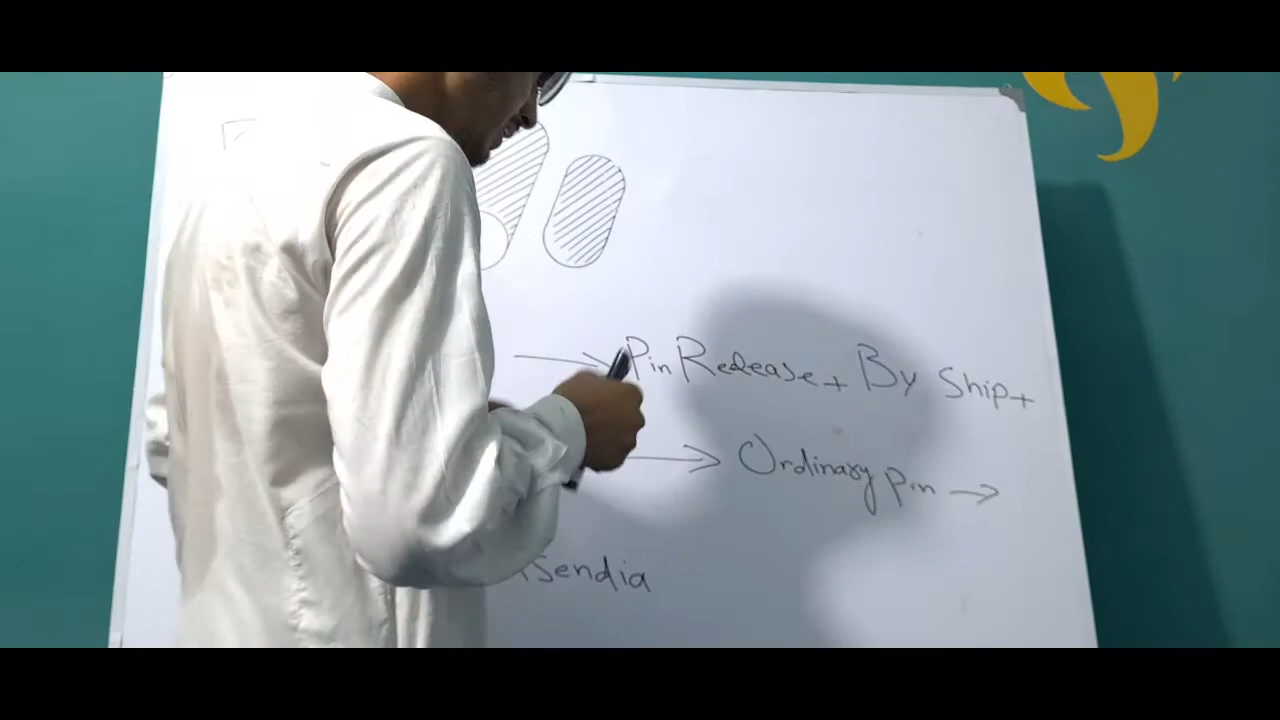 → Pin Release + By Ship +
→ Ordinary Pin →
sendia